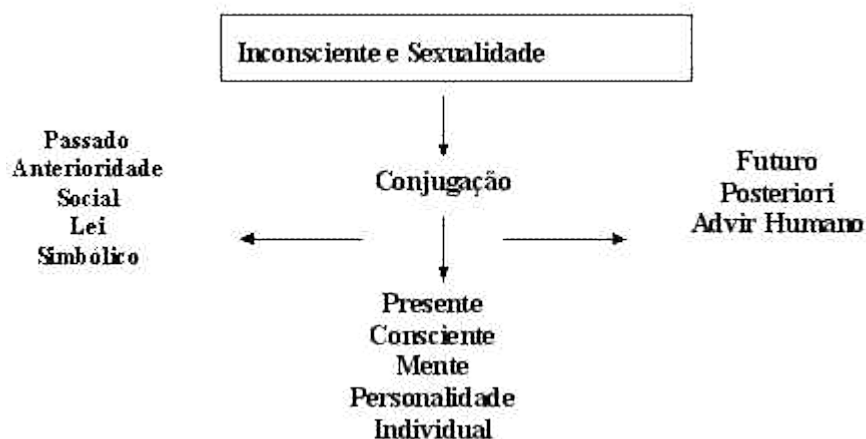 Inconsciente e Sexualidade
Passado
Anterioridade
Social
Lei
Simbólico
Conjugação
Futuro
Posteriori
Advir Humano
Presente
Consciente
Mente
Personalidade
Individual